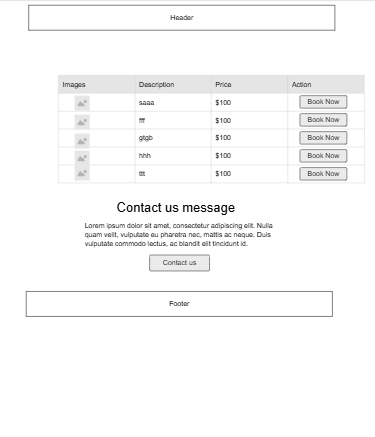 Header
Images Description Price Action
saaa $100 Book Now
fff $100 Book Now
gtgb $100 Book Now
hhh $100 Book Now
ttt $100 Book Now
Contact us message
Lorem ipsum dolor sit amet, consectetur adipiscing elit. Nulla
quam velit, vulputate eu pharetra nec, mattis ac neque. Duis
vulputate commodo lectus, ac blandit elit tincidunt id.
Contact us
Footer